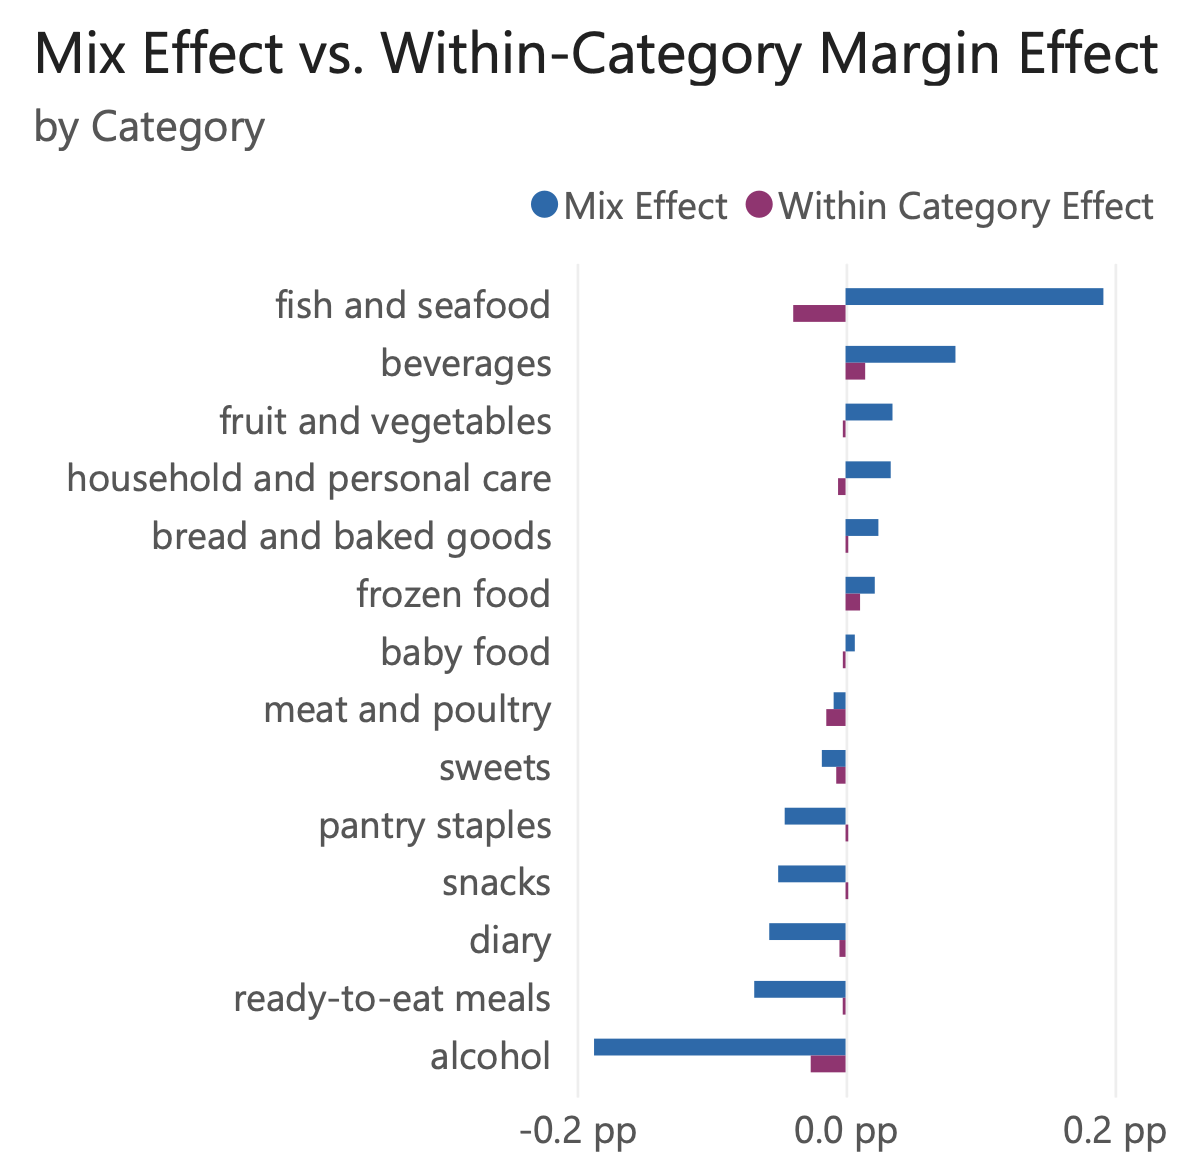 Mix Effect vs. Within-Category Margin Effect
by Category
Mix Effect Within Category Effect
fish and seafood
beverages
fruit and vegetables
household and personal care
bread and baked goods
frozen food
baby food
meat and poultry
sweets
pantry staples
snacks
diary
ready-to-eat meals
alcohol
-0.2 pp 0.0 pp 0.2 pp